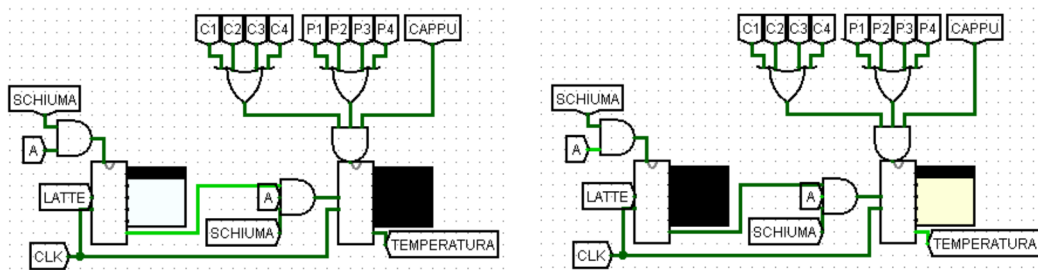 C1 C2 C3 C4 P1 P2 P3 P4 CAPPU
SCHIUMA
A
LATTE
A
SCHIUMA
TEMPERATURA
CLK
C1 C2 C3 C4 P1 P2 P3 P4 CAPPU
SCHIUMA
A
LATTE
A
SCHIUMA
TEMPERATURA
CLK